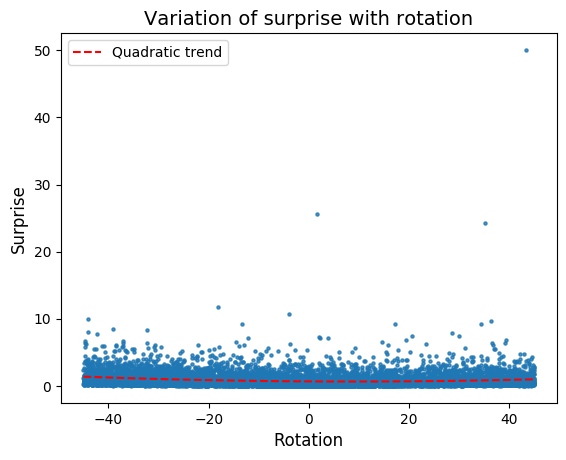 Variation of surprise with rotation
Quadratic trend
50
40
30
20
10
0
Surprise
−40
−20
0
20
40
Rotation